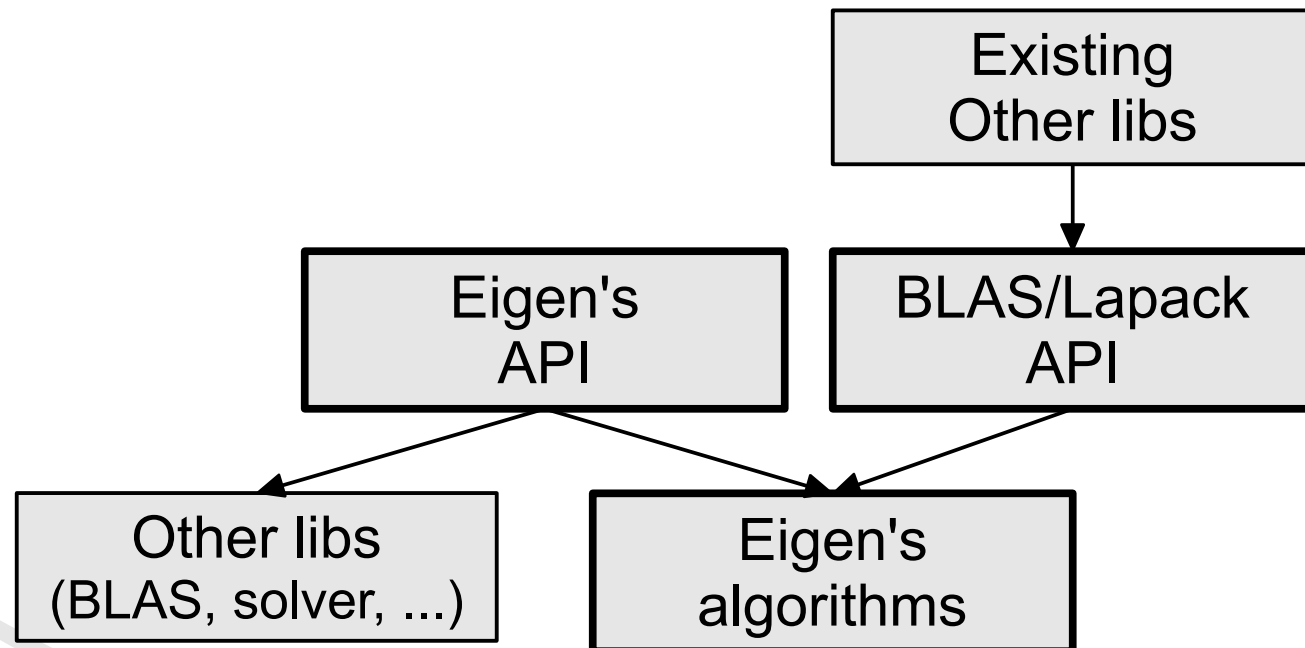 Existing
Other libs
Eigen's
API
BLAS/Lapack
API
Other libs
(BLAS, solver, ...)
Eigen's
algorithms